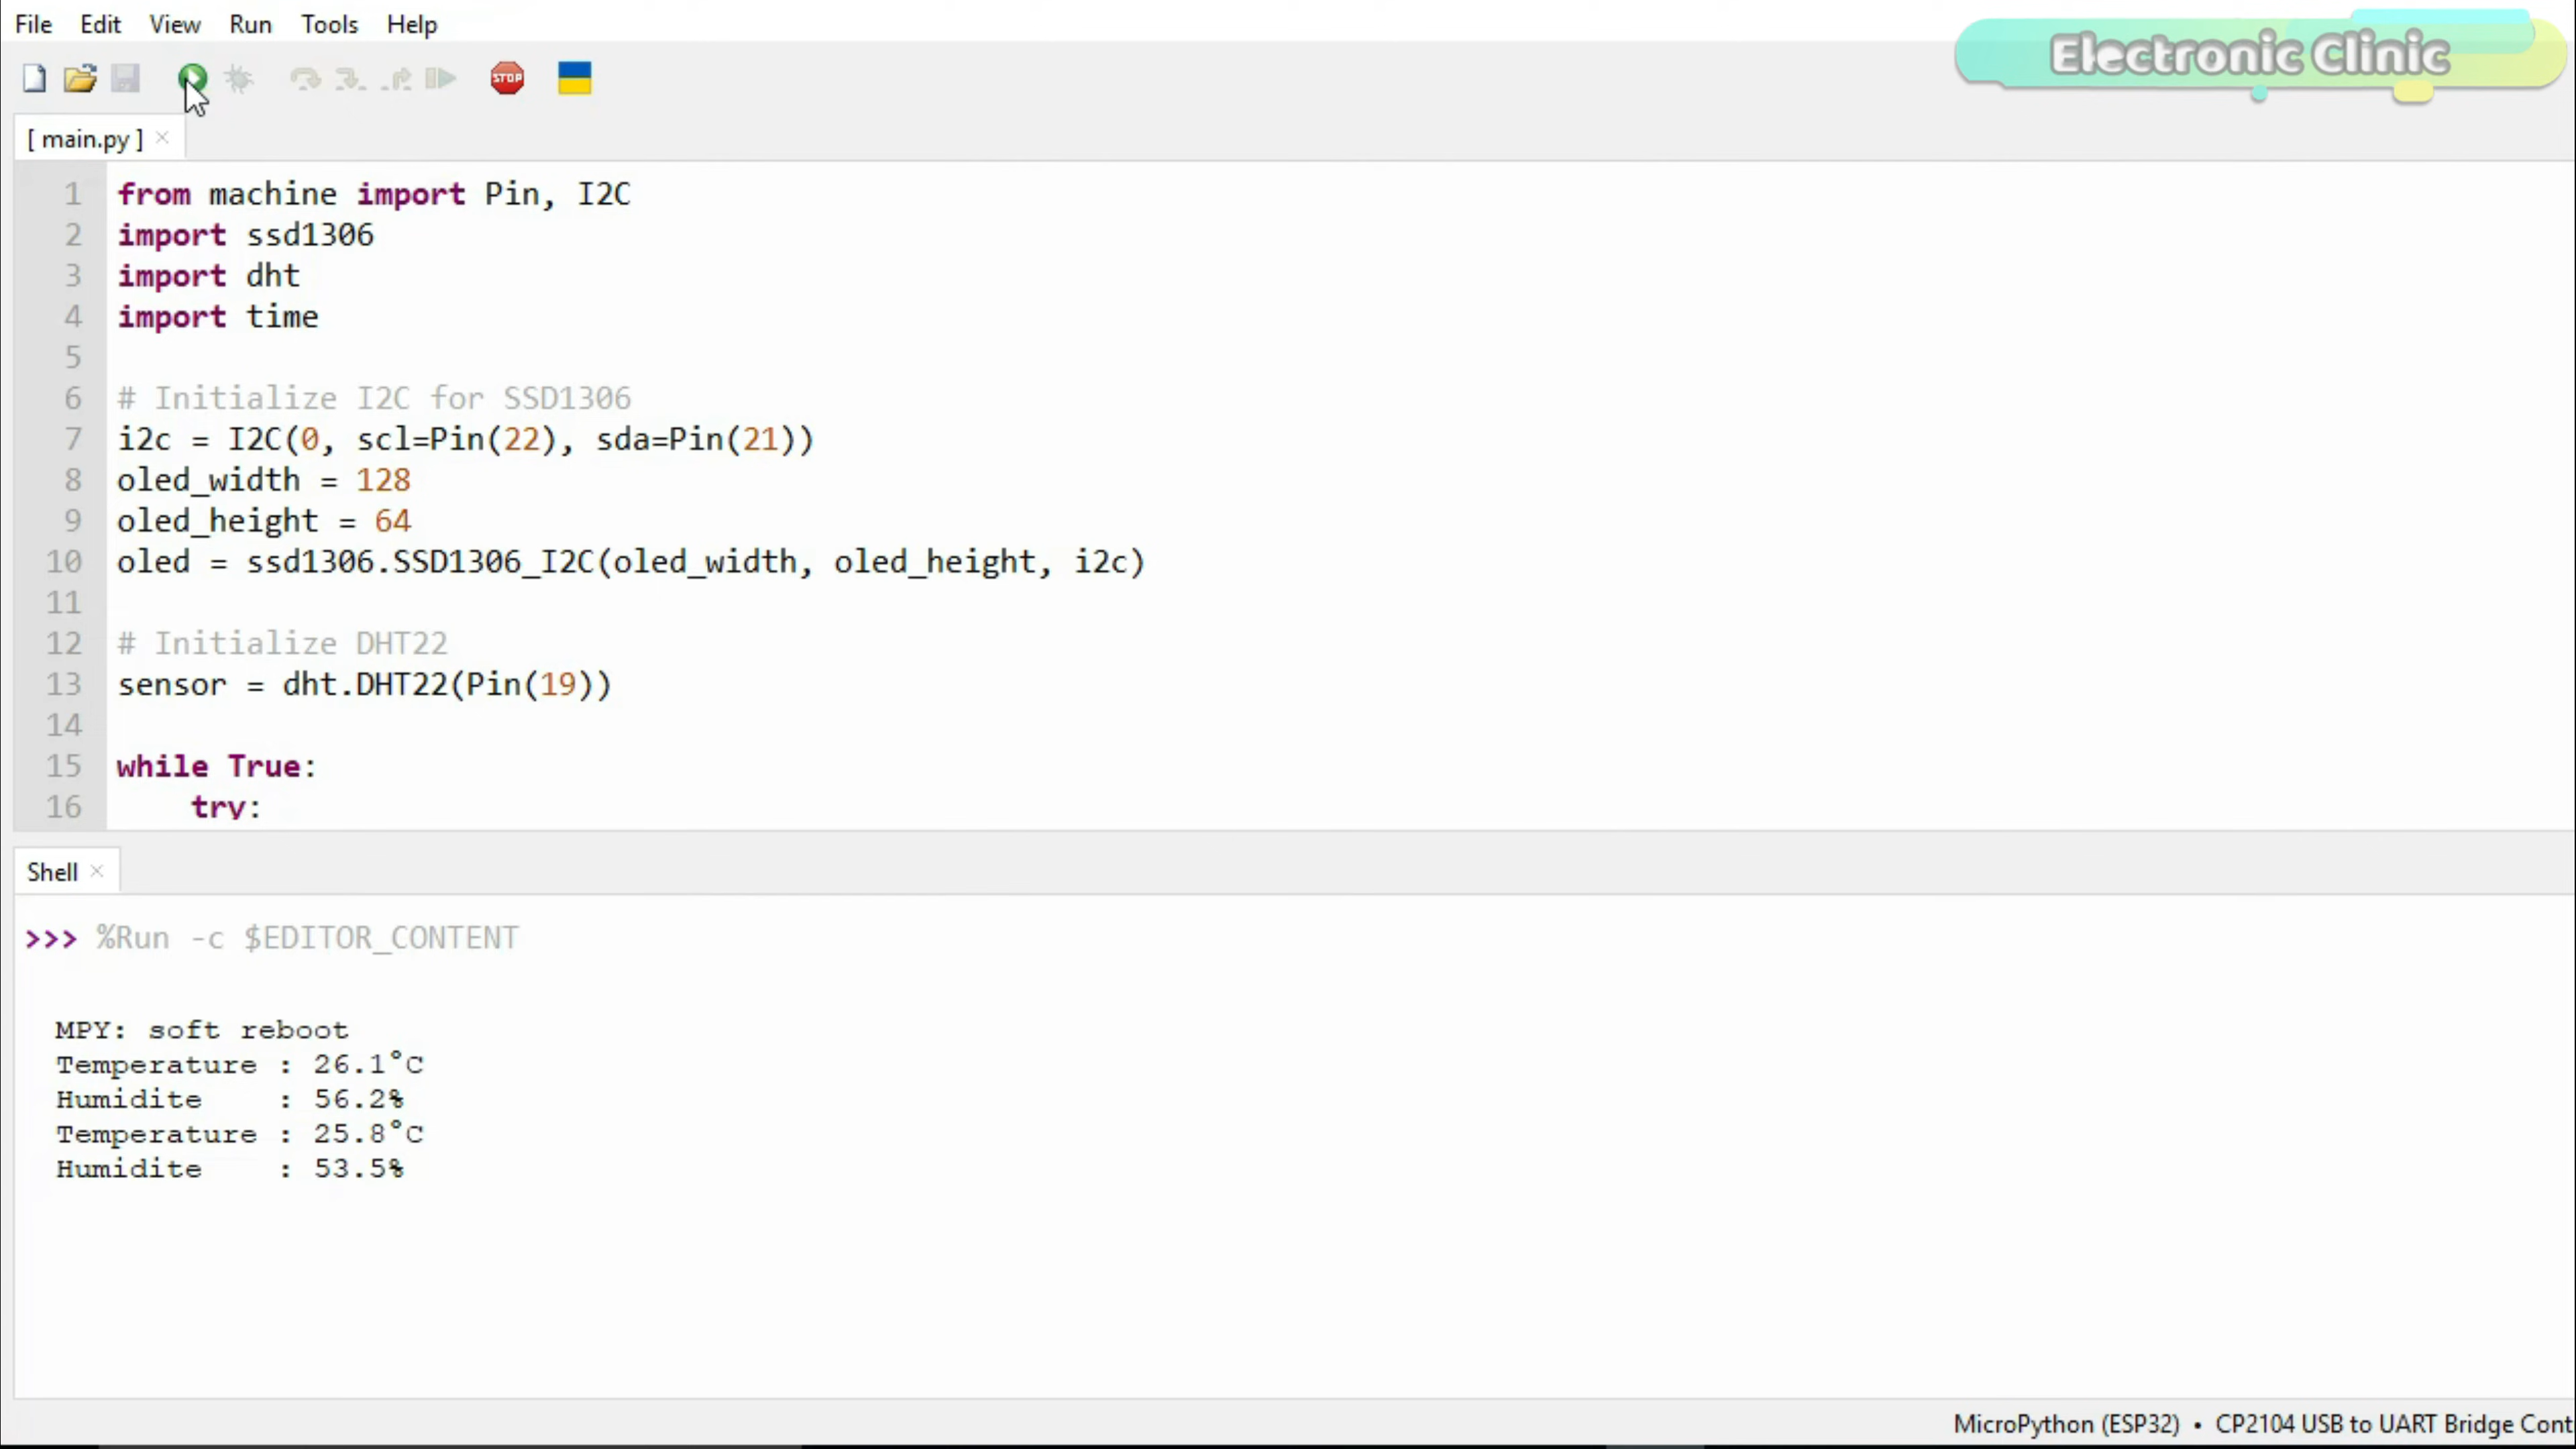 File Edit View Run Tools Help
Electronic Clinic
STOP
[ main.py ] ×
1 from machine import Pin, I2C
2 import ssd1306
3 import dht
4 import time
5
6 # Initialize I2C for SSD1306
7 i2c = I2C(0, scl=Pin(22), sda=Pin(21))
8 oled_width = 128
9 oled_height = 64
10 oled = ssd1306.SSD1306_I2C(oled_width, oled_height, i2c)
11
12 # Initialize DHT22
13 sensor = dht.DHT22(Pin(19))
14
15 while True:
16     try:
Shell ×
>>> %Run -c $EDITOR_CONTENT
MPY: soft reboot
Temperature : 26.1°C
Humidite    : 56.2%
Temperature : 25.8°C
Humidite    : 53.5%
MicroPython (ESP32) • CP2104 USB to UART Bridge Cont